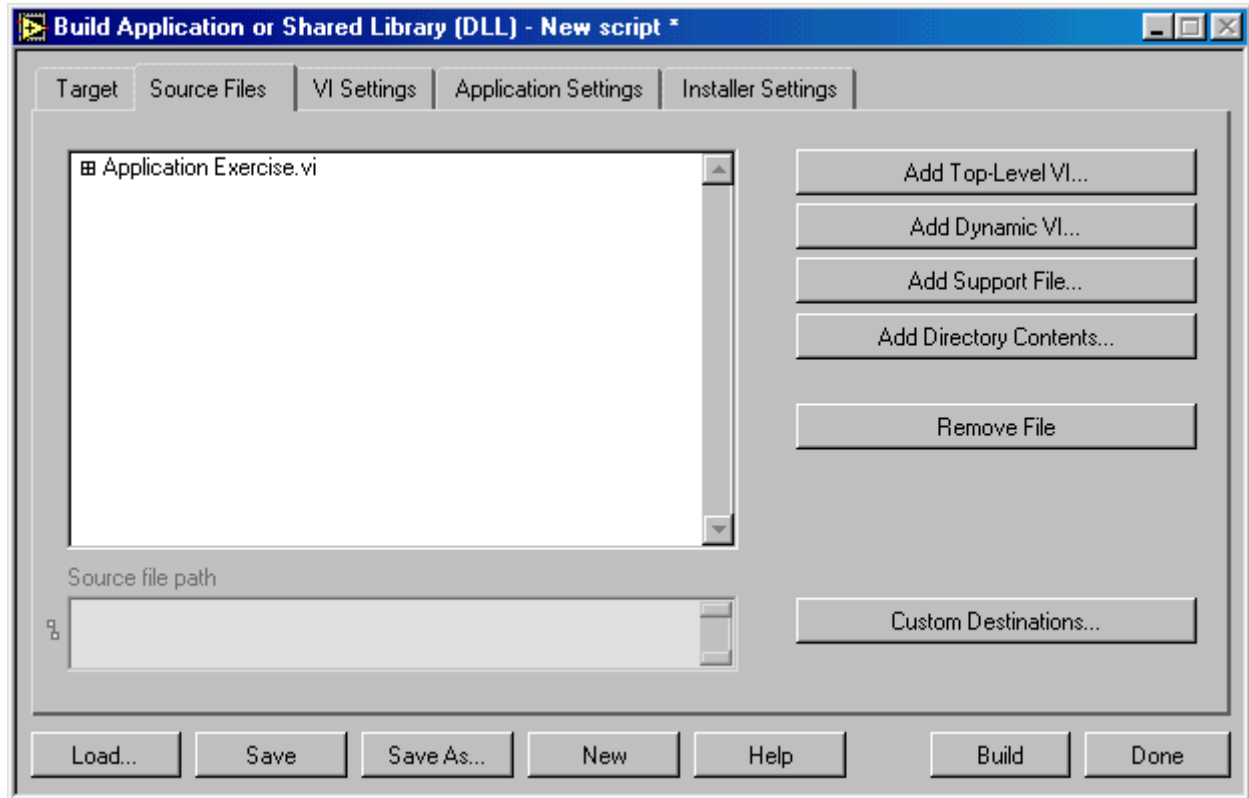 Build Application or Shared Library (DLL) - New script *
Target Source Files VI Settings Application Settings Installer Settings
Application Exercise.vi
Add Top-Level VI...
Add Dynamic VI...
Add Support File...
Add Directory Contents...
Remove File
Source file path
Custom Destinations...
Load... Save Save As... New Help Build Done